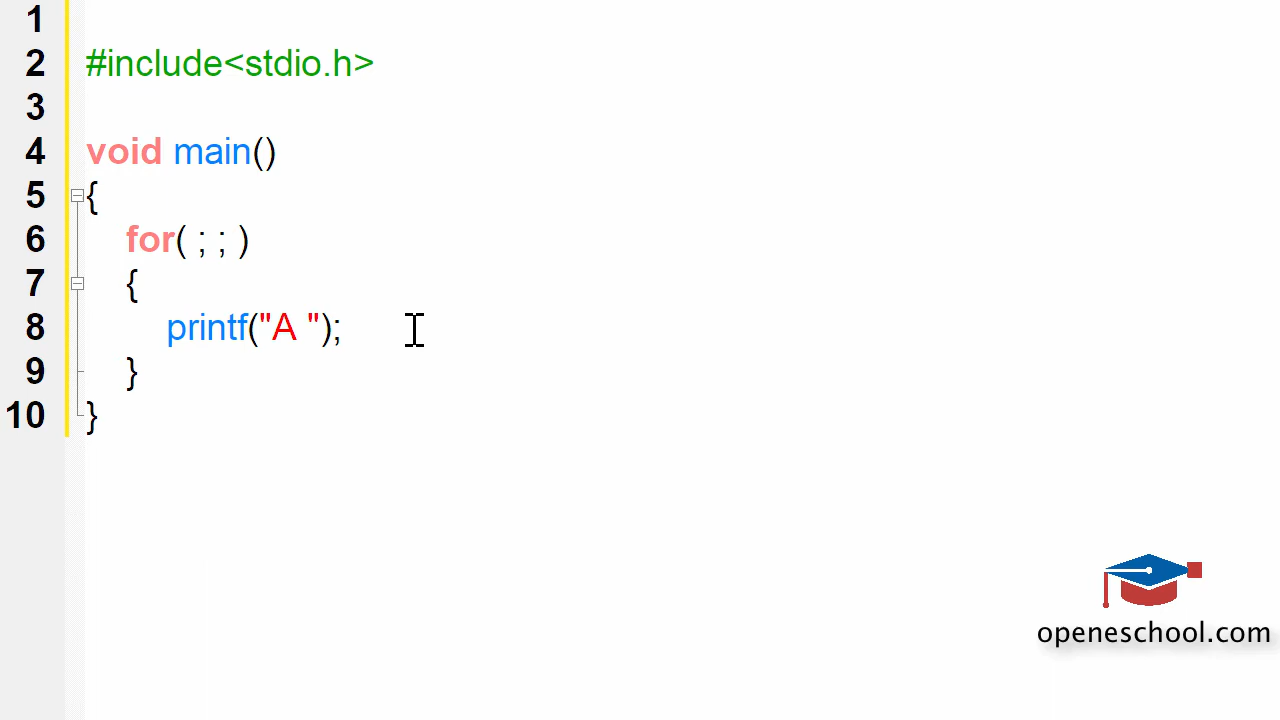 1
2 #include<stdio.h>
3
4 void main()
5 {
6 for( ; ; )
7 {
8 printf("A ");
9 }
10 }
openeschool.com